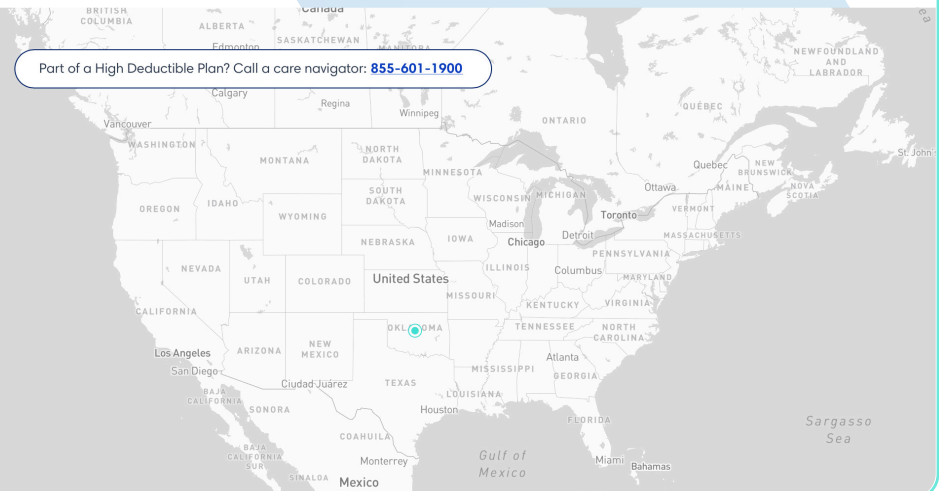 Canada
BRITISH
COLUMBIA
ALBERTA
SASKATCHEWAN
MANITOBA
Edmonton
NEWFOUNDLAND
AND
LABRADOR
Part of a High Deductible Plan? Call a care navigator: 855-601-1900
Calgary
Regina
Winnipeg
QUÉBEC
ONTARIO
Vancouver
WASHINGTON
NORTH
DAKOTA
MONTANA
MINNESOTA
Quebec
NEW
BRUNSWICK
St. John's
SOUTH
DAKOTA
Ottawa
MAINE
NOVA
SCOTIA
OREGON
IDAHO
WISCONSIN
MICHIGAN
WYOMING
Toronto
VERMONT
Madison
Detroit
MASSACHUSETTS
NEBRASKA
IOWA
Chicago
PENNSYLVANIA
NEVADA
UTAH
COLORADO
United States
ILLINOIS
Columbus
MARYLAND
MISSOURI
KENTUCKY
VIRGINIA
CALIFORNIA
OKLAHOMA
TENNESSEE
NORTH
CAROLINA
Los Angeles
ARIZONA
NEW
MEXICO
Atlanta
San Diego
MISSISSIPPI
GEORGIA
Ciudad Juárez
TEXAS
LOUISIANA
BAJA
CALIFORNIA
SONORA
Houston
FLORIDA
Sargasso
Sea
COAHUILA
BAJA
CALIFORNIA
SUR
Monterrey
Gulf of
Mexico
Miami
Bahamas
SINALOA
Mexico